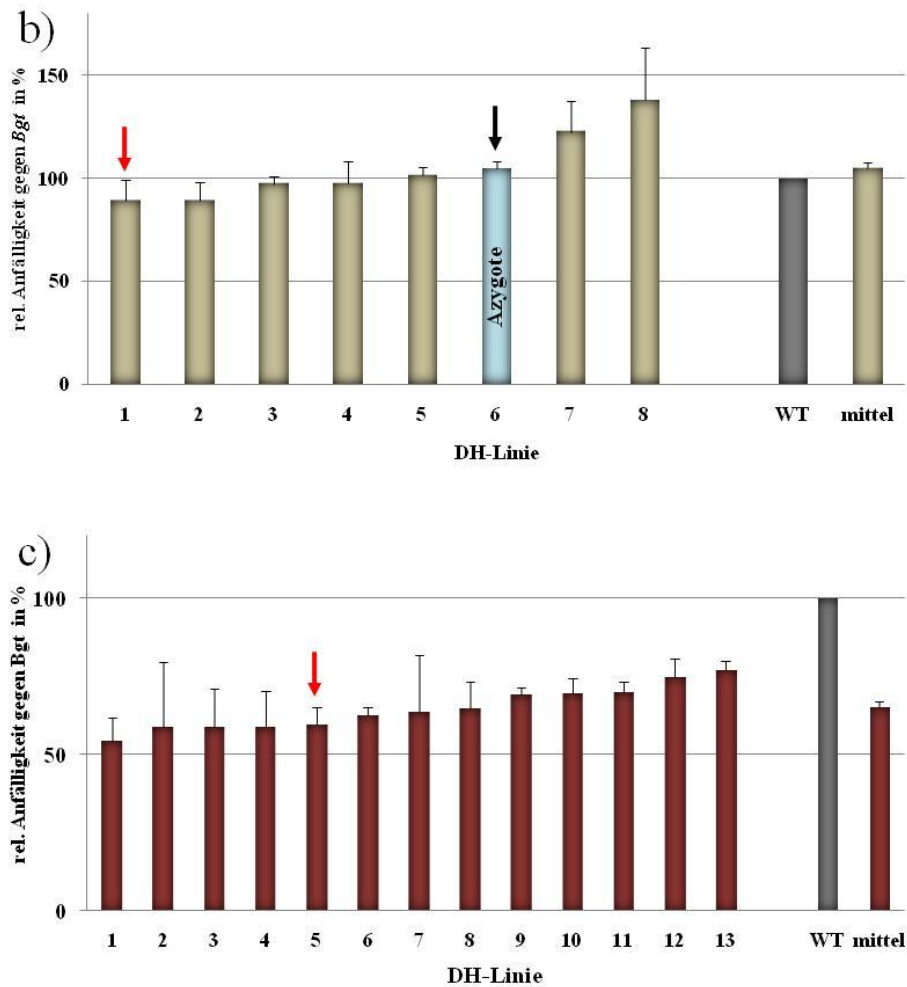 b)
rel. Anfälligkeit gegen Bgt in %
150
100
50
0
Azygote
1 2 3 4 5 6 7 8 WT mittel
DH-Linie
c)
rel. Anfälligkeit gegen Bgt in %
100
50
0
1 2 3 4 5 6 7 8 9 10 11 12 13 WT mittel
DH-Linie